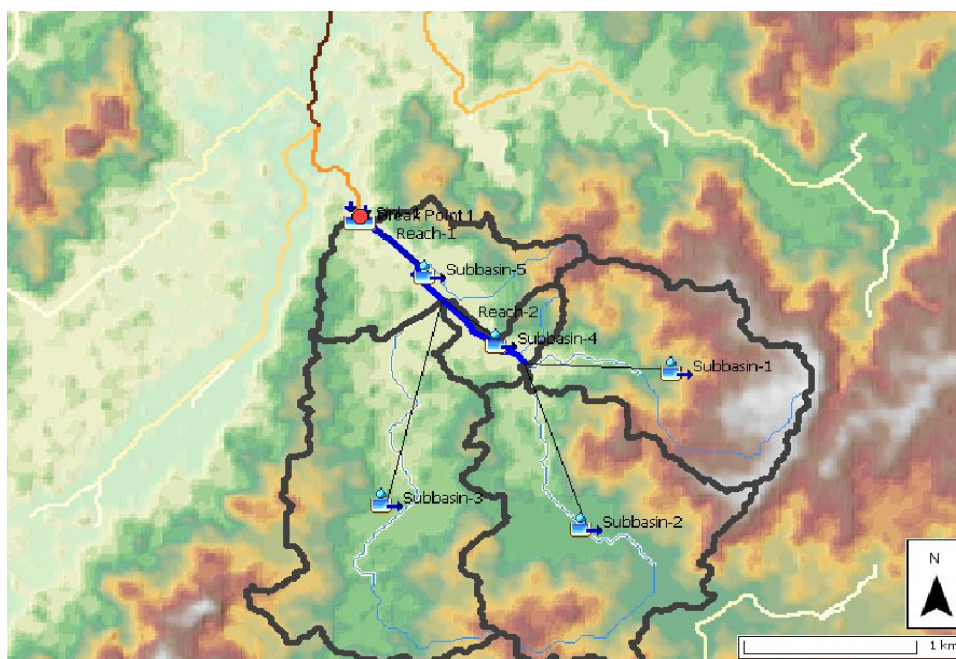 Break Point 1
Reach-1
Subbasin-5
Reach-2
Subbasin-4
Subbasin-1
Subbasin-3
Subbasin-2
N
1 km